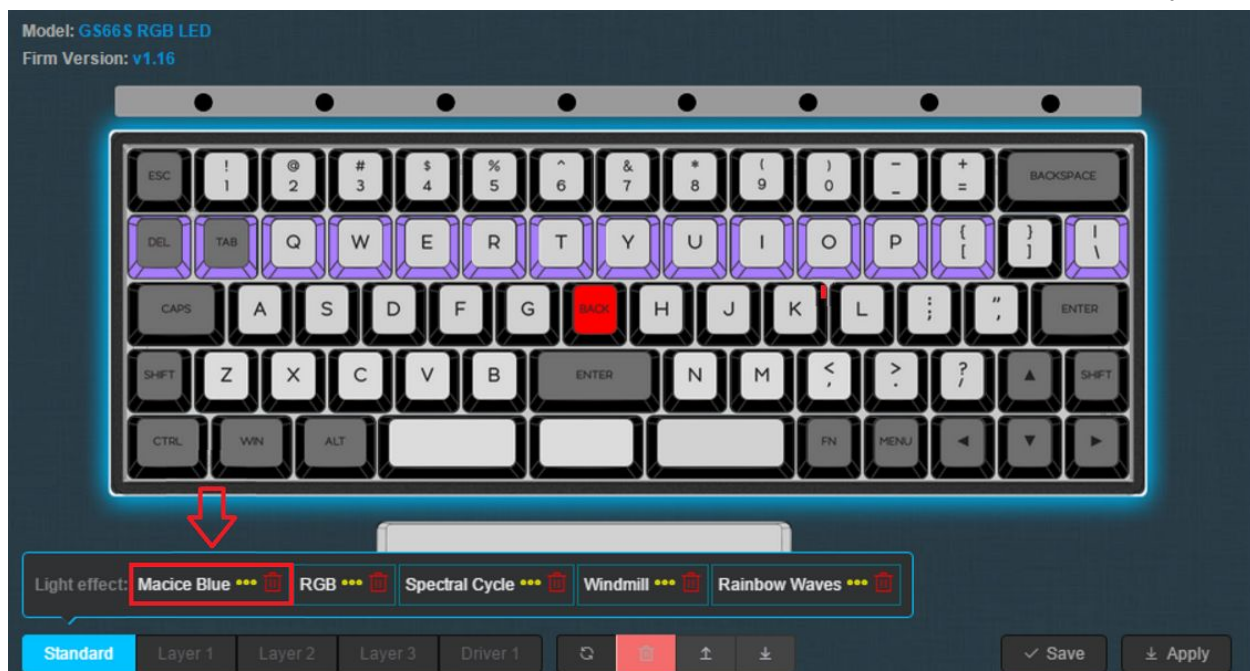 Model: GS66S RGB LED
Firm Version: v1.16
ESC ! 1 @ 2 # 3 $ 4 % 5 ^ 6 & 7 * 8 ( 9 ) 0 - _ + = BACKSPACE
DEL TAB Q W E R T Y U I O P { [ } ] | \
CAPS A S D F G BACK H J K L : ; " , ENTER
SHIFT Z X C V B ENTER N M < , > . ? / ▲ SHIFT
CTRL WIN ALT FN MENU ◄ ▼ ►
Light effect: Macice Blue ••• RGB ••• Spectral Cycle ••• Windmill ••• Rainbow Waves •••
Standard Layer 1 Layer 2 Layer 3 Driver 1 Save Apply